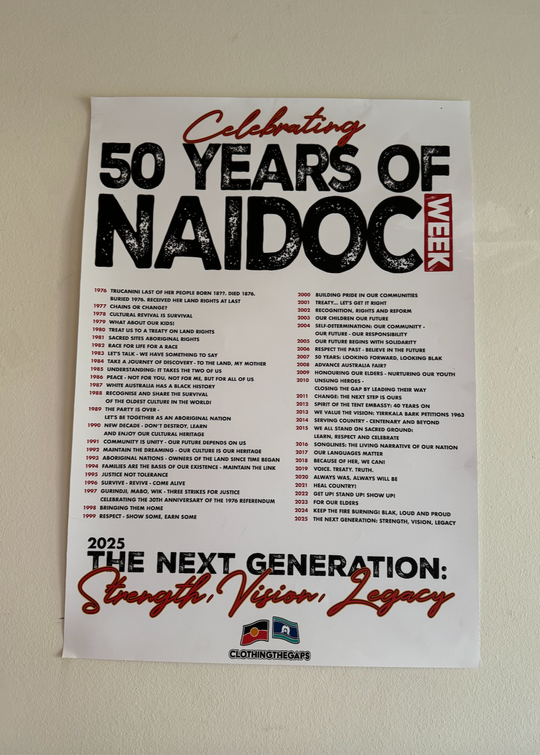 Celebrating
50 YEARS OF
NAIDOC
WEEK
1976 TRUCANINI LAST OF HER PEOPLE BORN 18??. DIED 1876.
BURIED 1976. RECEIVED HER LAND RIGHTS AT LAST
1977 CHAINS OR CHANGE?
1978 CULTURAL REVIVAL IS SURVIVAL
1979 WHAT ABOUT OUR KIDS!
1980 TREAT US TO A TREATY ON LAND RIGHTS
1981 SACRED SITES ABORIGINAL RIGHTS
1982 RACE FOR LIFE FOR A RACE
1983 LET'S TALK - WE HAVE SOMETHING TO SAY
1984 TAKE A JOURNEY OF DISCOVERY - TO THE LAND, MY MOTHER
1985 UNDERSTANDING: IT TAKES THE TWO OF US
1986 PEACE - NOT FOR YOU, NOT FOR ME, BUT FOR ALL OF US
1987 WHITE AUSTRALIA HAS A BLACK HISTORY
1988 RECOGNISE AND SHARE THE SURVIVAL
OF THE OLDEST CULTURE IN THE WORLD!
1989 THE PARTY IS OVER -
LET'S BE TOGETHER AS AN ABORIGINAL NATION
1990 NEW DECADE - DON'T DESTROY, LEARN
AND ENJOY OUR CULTURAL HERITAGE
1991 COMMUNITY IS UNITY - OUR FUTURE DEPENDS ON US
1992 MAINTAIN THE DREAMING - OUR CULTURE IS OUR HERITAGE
1993 ABORIGINAL NATIONS - OWNERS OF THE LAND SINCE TIME BEGAN
1994 FAMILIES ARE THE BASIS OF OUR EXISTENCE - MAINTAIN THE LINK
1995 JUSTICE NOT TOLERANCE
1996 SURVIVE - REVIVE - COME ALIVE
1997 GURINDJI, MABO, WIK - THREE STRIKES FOR JUSTICE
CELEBRATING THE 30TH ANNIVERSARY OF THE 1976 REFERENDUM
1998 BRINGING THEM HOME
1999 RESPECT - SHOW SOME, EARN SOME
2000 BUILDING PRIDE IN OUR COMMUNITIES
2001 TREATY... LET'S GET IT RIGHT
2002 RECOGNITION, RIGHTS AND REFORM
2003 OUR CHILDREN OUR FUTURE
2004 SELF-DETERMINATION: OUR COMMUNITY -
OUR FUTURE - OUR RESPONSIBILITY
2005 OUR FUTURE BEGINS WITH SOLIDARITY
2006 RESPECT THE PAST - BELIEVE IN THE FUTURE
2007 50 YEARS: LOOKING FORWARD, LOOKING BLAK
2008 ADVANCE AUSTRALIA FAIR?
2009 HONOURING OUR ELDERS - NURTURING OUR YOUTH
2010 UNSUNG HEROES -
CLOSING THE GAP BY LEADING THEIR WAY
2011 CHANGE: THE NEXT STEP IS OURS
2012 SPIRIT OF THE TENT EMBASSY: 40 YEARS ON
2013 WE VALUE THE VISION: YIRRKALA BARK PETITIONS 1963
2014 SERVING COUNTRY - CENTENARY AND BEYOND
2015 WE ALL STAND ON SACRED GROUND:
LEARN, RESPECT AND CELEBRATE
2016 SONGLINES: THE LIVING NARRATIVE OF OUR NATION
2017 OUR LANGUAGES MATTER
2018 BECAUSE OF HER, WE CAN!
2019 VOICE. TREATY. TRUTH.
2020 ALWAYS WAS, ALWAYS WILL BE
2021 HEAL COUNTRY!
2022 GET UP! STAND UP! SHOW UP!
2023 FOR OUR ELDERS
2024 KEEP THE FIRE BURNING! BLAK, LOUD AND PROUD
2025 THE NEXT GENERATION: STRENGTH, VISION, LEGACY
2025
THE NEXT GENERATION:
Strength, Vision, Legacy
CLOTHINGTHEGAPS